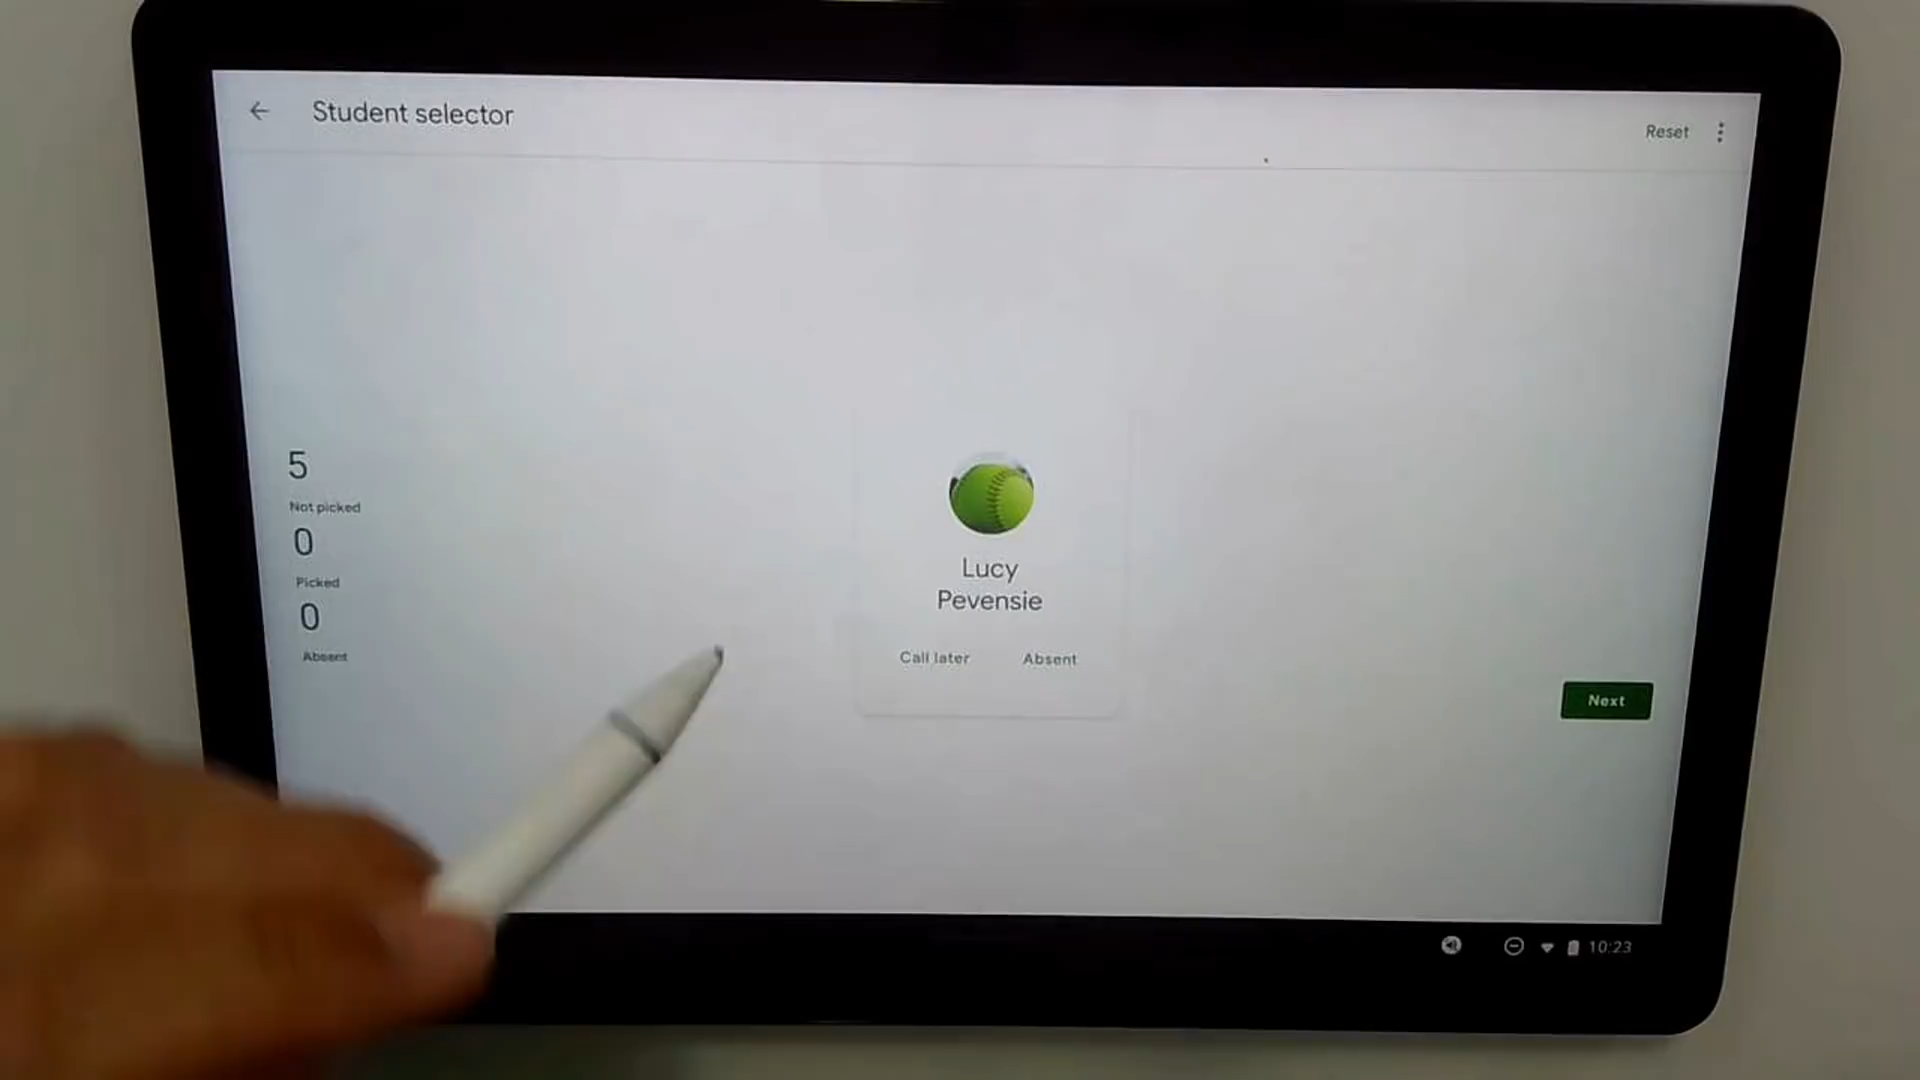 Student selector
Reset
5
Not picked
0
Picked
0
Absent
Lucy
Pevensie
Call later
Absent
Next
10:23